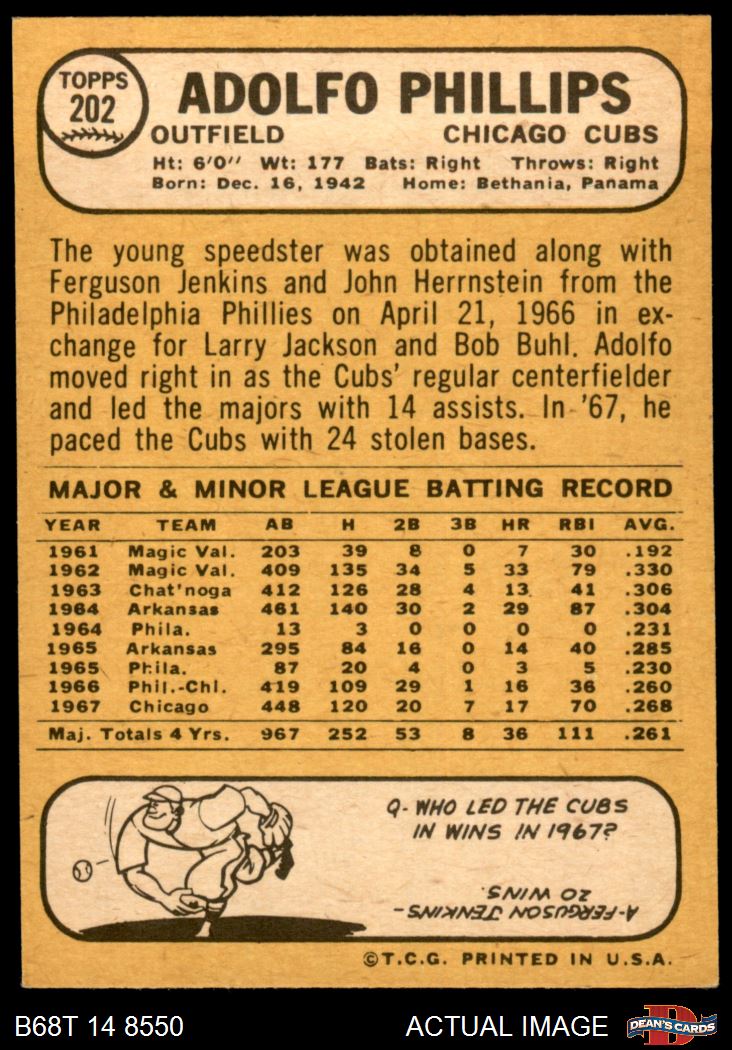 TOPPS
202
ADOLFO PHILLIPS
OUTFIELD CHICAGO CUBS
Ht: 6'0" Wt: 177 Bats: Right Throws: Right
Born: Dec. 16, 1942 Home: Bethania, Panama
The young speedster was obtained along with
Ferguson Jenkins and John Herrnstein from the
Philadelphia Phillies on April 21, 1966 in ex-
change for Larry Jackson and Bob Buhl. Adolfo
moved right in as the Cubs' regular centerfielder
and led the majors with 14 assists. In '67, he
paced the Cubs with 24 stolen bases.
MAJOR & MINOR LEAGUE BATTING RECORD
YEAR TEAM AB H 2B 3B HR RBI AVG.
1961 Magic Val. 203 39 8 0 7 30 .192
1962 Magic Val. 409 135 34 5 33 79 .330
1963 Chat'noga 412 126 28 4 13 41 .306
1964 Arkansas 461 140 30 2 29 87 .304
1964 Phila. 13 3 0 0 0 0 .231
1965 Arkansas 295 84 16 0 14 40 .285
1965 Phila. 87 20 4 0 3 5 .230
1966 Phil.-Chi. 419 109 29 1 16 36 .260
1967 Chicago 448 120 20 7 17 70 .268
Maj. Totals 4 Yrs. 967 252 53 8 36 111 .261
Q- WHO LED THE CUBS
IN WINS IN 1967?
A-FERGUSON JENKINS-
20 WINS.
©T.C.G. PRINTED IN U.S.A.
B68T 14 8550 ACTUAL IMAGE DEAN'S CARDS